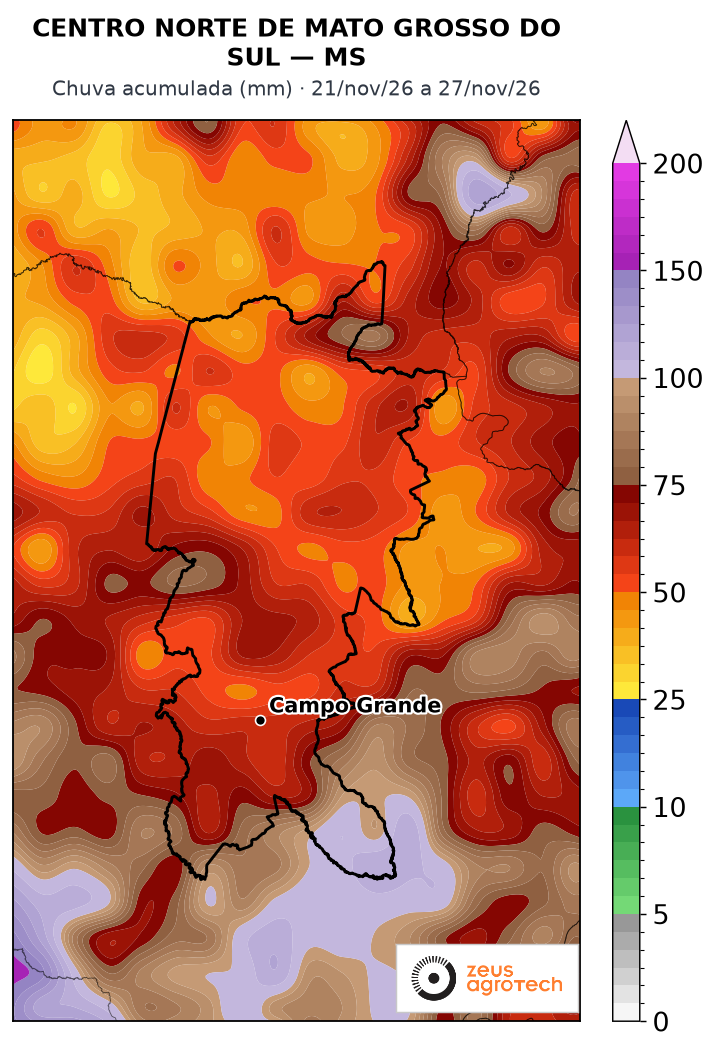 CENTRO NORTE DE MATO GROSSO DO
SUL — MS
Chuva acumulada (mm) · 21/nov/26 a 27/nov/26
200
150
100
75
50
25
10
5
0
Campo Grande
zeus
agrotech